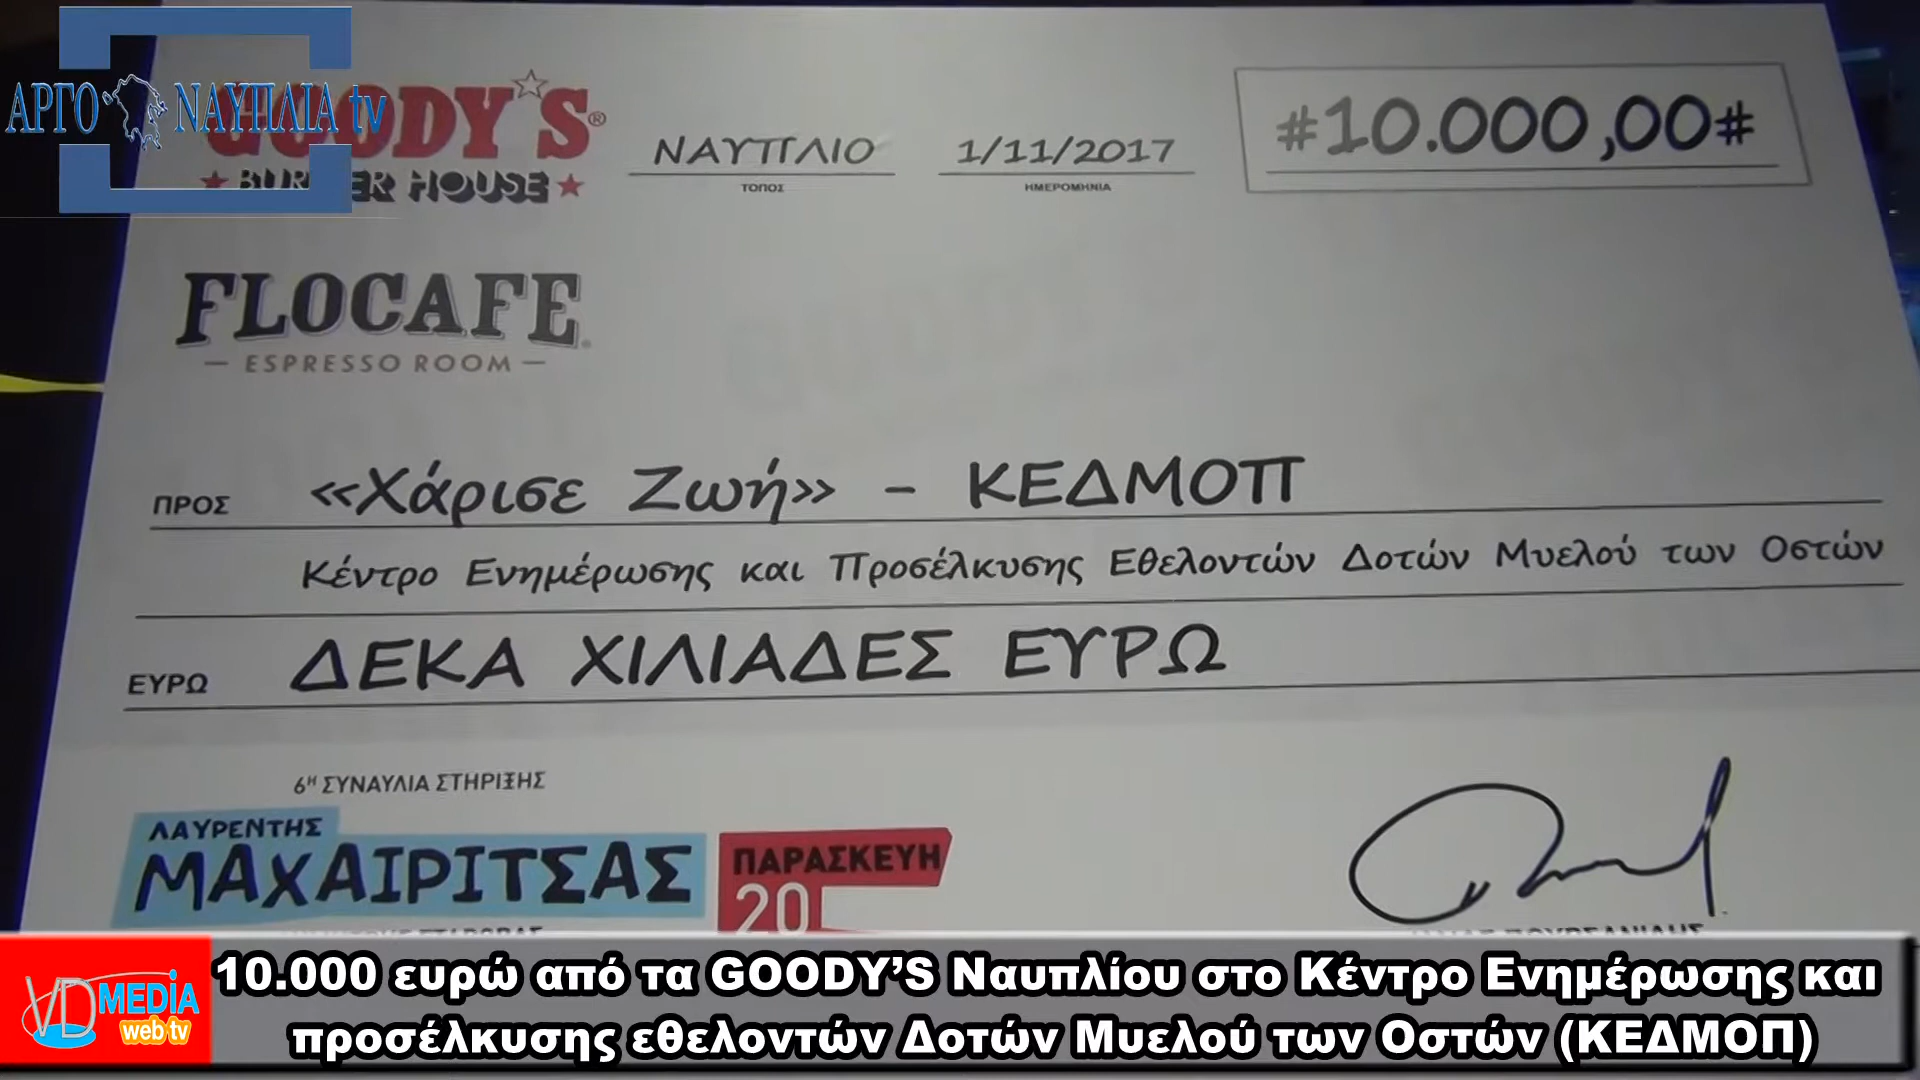 ΑΡΓΟ ΝΑΥΠΛΙΑ tv
GOODY'S®
BURGER HOUSE
ΝΑΥΠΛΙΟ 1/11/2017 #10.000,00#
ΤΟΠΟΣ ΗΜΕΡΟΜΗΝΙΑ
FLOCAFE
— ESPRESSO ROOM —
ΠΡΟΣ «Χάρισε Ζωή» - ΚΕΔΜΟΠ
Κέντρο Ενημέρωσης και Προσέλκυσης Εθελοντών Δοτών Μυελού των Οστών
ΕΥΡΩ ΔΕΚΑ ΧΙΛΙΑΔΕΣ ΕΥΡΩ
6Η ΣΥΝΑΥΛΙΑ ΣΤΗΡΙΞΗΣ
ΛΑΥΡΕΝΤΗΣ
ΜΑΧΑΙΡΙΤΣΑΣ
ΠΑΡΑΣΚΕΥΗ
20
VD MEDIA
web tv
10.000 ευρώ από τα GOODY’S Ναυπλίου στο Κέντρο Ενημέρωσης και
προσέλκυσης εθελοντών Δοτών Μυελού των Οστών (ΚΕΔΜΟΠ)